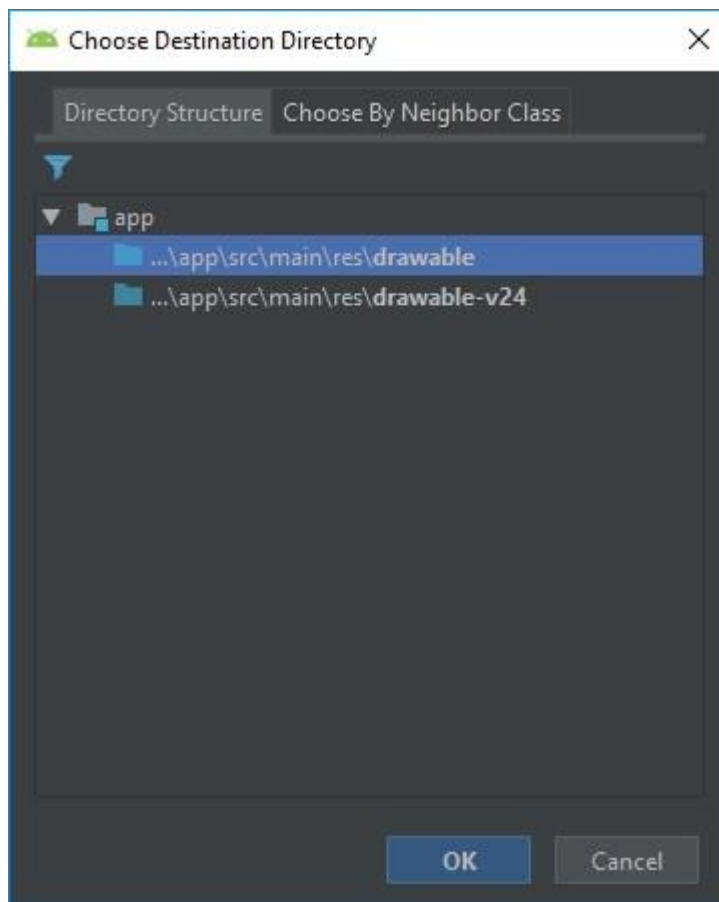 Choose Destination Directory
Directory Structure Choose By Neighbor Class
app
...\app\src\main\res\drawable
...\app\src\main\res\drawable-v24
OK Cancel